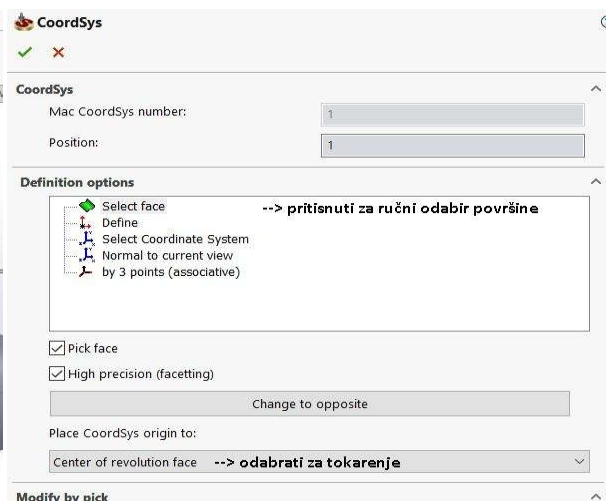 CoordSys
CoordSys
Mac CoordSys number:
1
Position:
1
Definition options
Select face --> pritisnuti za ručni odabir površine
Define
Select Coordinate System
Normal to current view
by 3 points (associative)
Pick face
High precision (facetting)
Change to opposite
Place CoordSys origin to:
Center of revolution face --> odabrati za tokarenje
Modify by pick